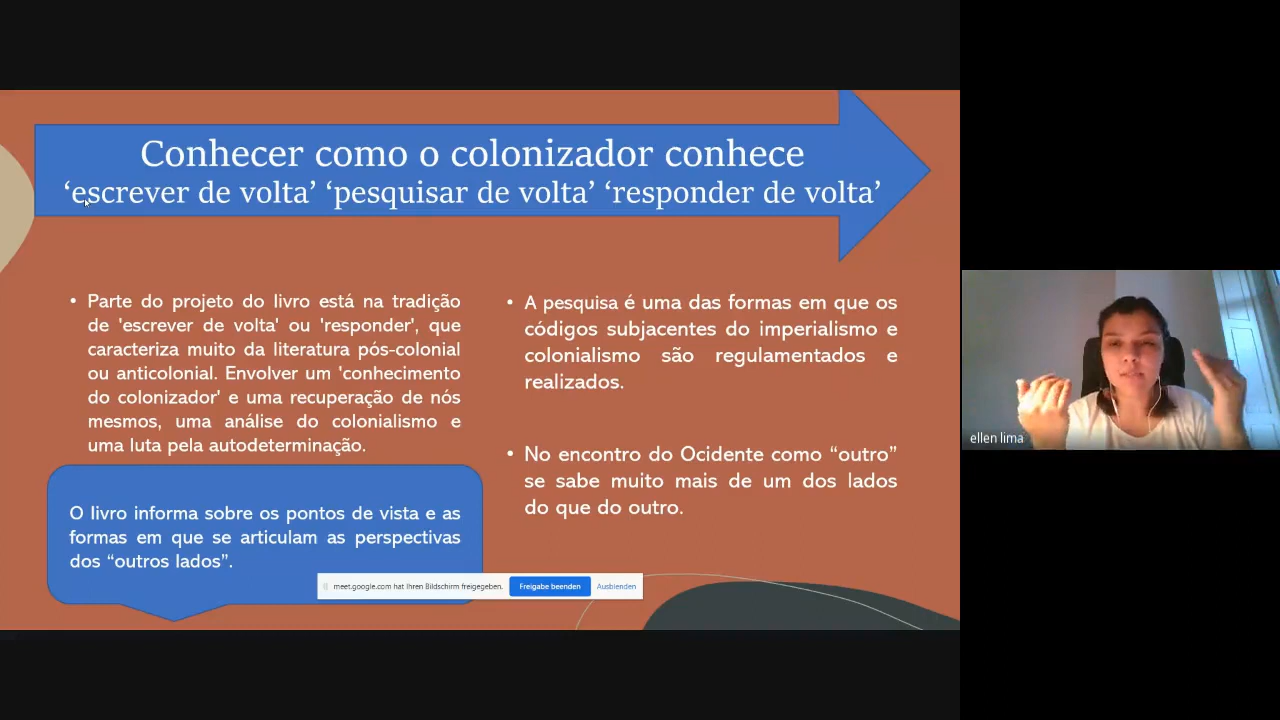 Conhecer como o colonizador conhece
‘escrever de volta’ ‘pesquisar de volta’ ‘responder de volta’
• Parte do projeto do livro está na tradição
de 'escrever de volta' ou 'responder', que
caracteriza muito da literatura pós-colonial
ou anticolonial. Envolver um 'conhecimento
do colonizador' e uma recuperação de nós
mesmos, uma análise do colonialismo e
uma luta pela autodeterminação.
O livro informa sobre os pontos de vista e as
formas em que se articulam as perspectivas
dos “outros lados”.
• A pesquisa é uma das formas em que os
códigos subjacentes do imperialismo e
colonialismo são regulamentados e
realizados.
• No encontro do Ocidente como “outro”
se sabe muito mais de um dos lados
do que do outro.
meet.google.com hat Ihren Bildschirm freigegeben. Freigabe beenden Ausblenden
ellen lima